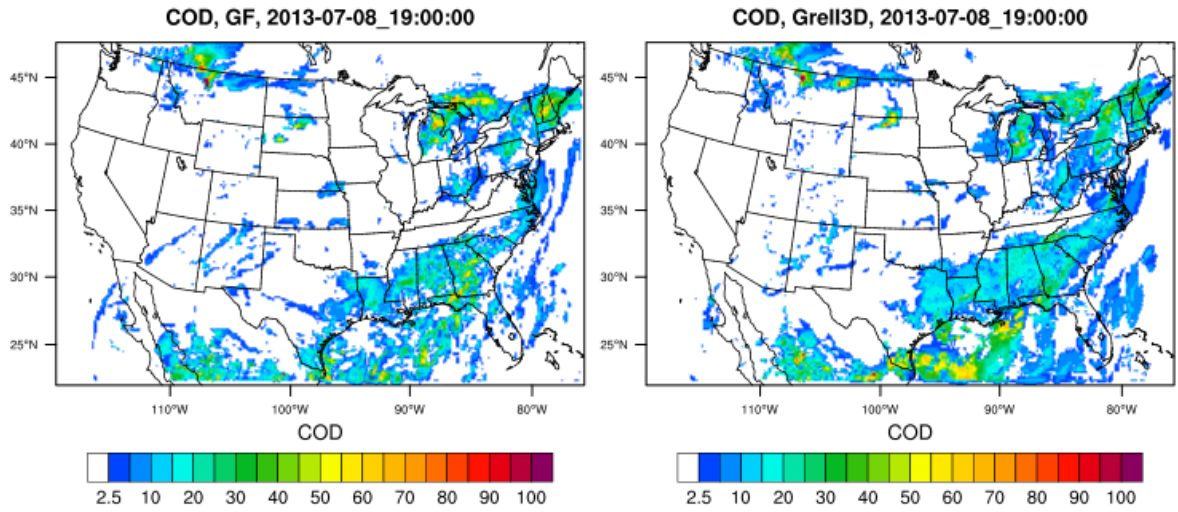 COD, GF, 2013-07-08_19:00:00
45°N
40°N
35°N
30°N
25°N
110°W 100°W 90°W 80°W
COD
2.5 10 20 30 40 50 60 70 80 90 100
COD, Grell3D, 2013-07-08_19:00:00
45°N
40°N
35°N
30°N
25°N
110°W 100°W 90°W 80°W
COD
2.5 10 20 30 40 50 60 70 80 90 100